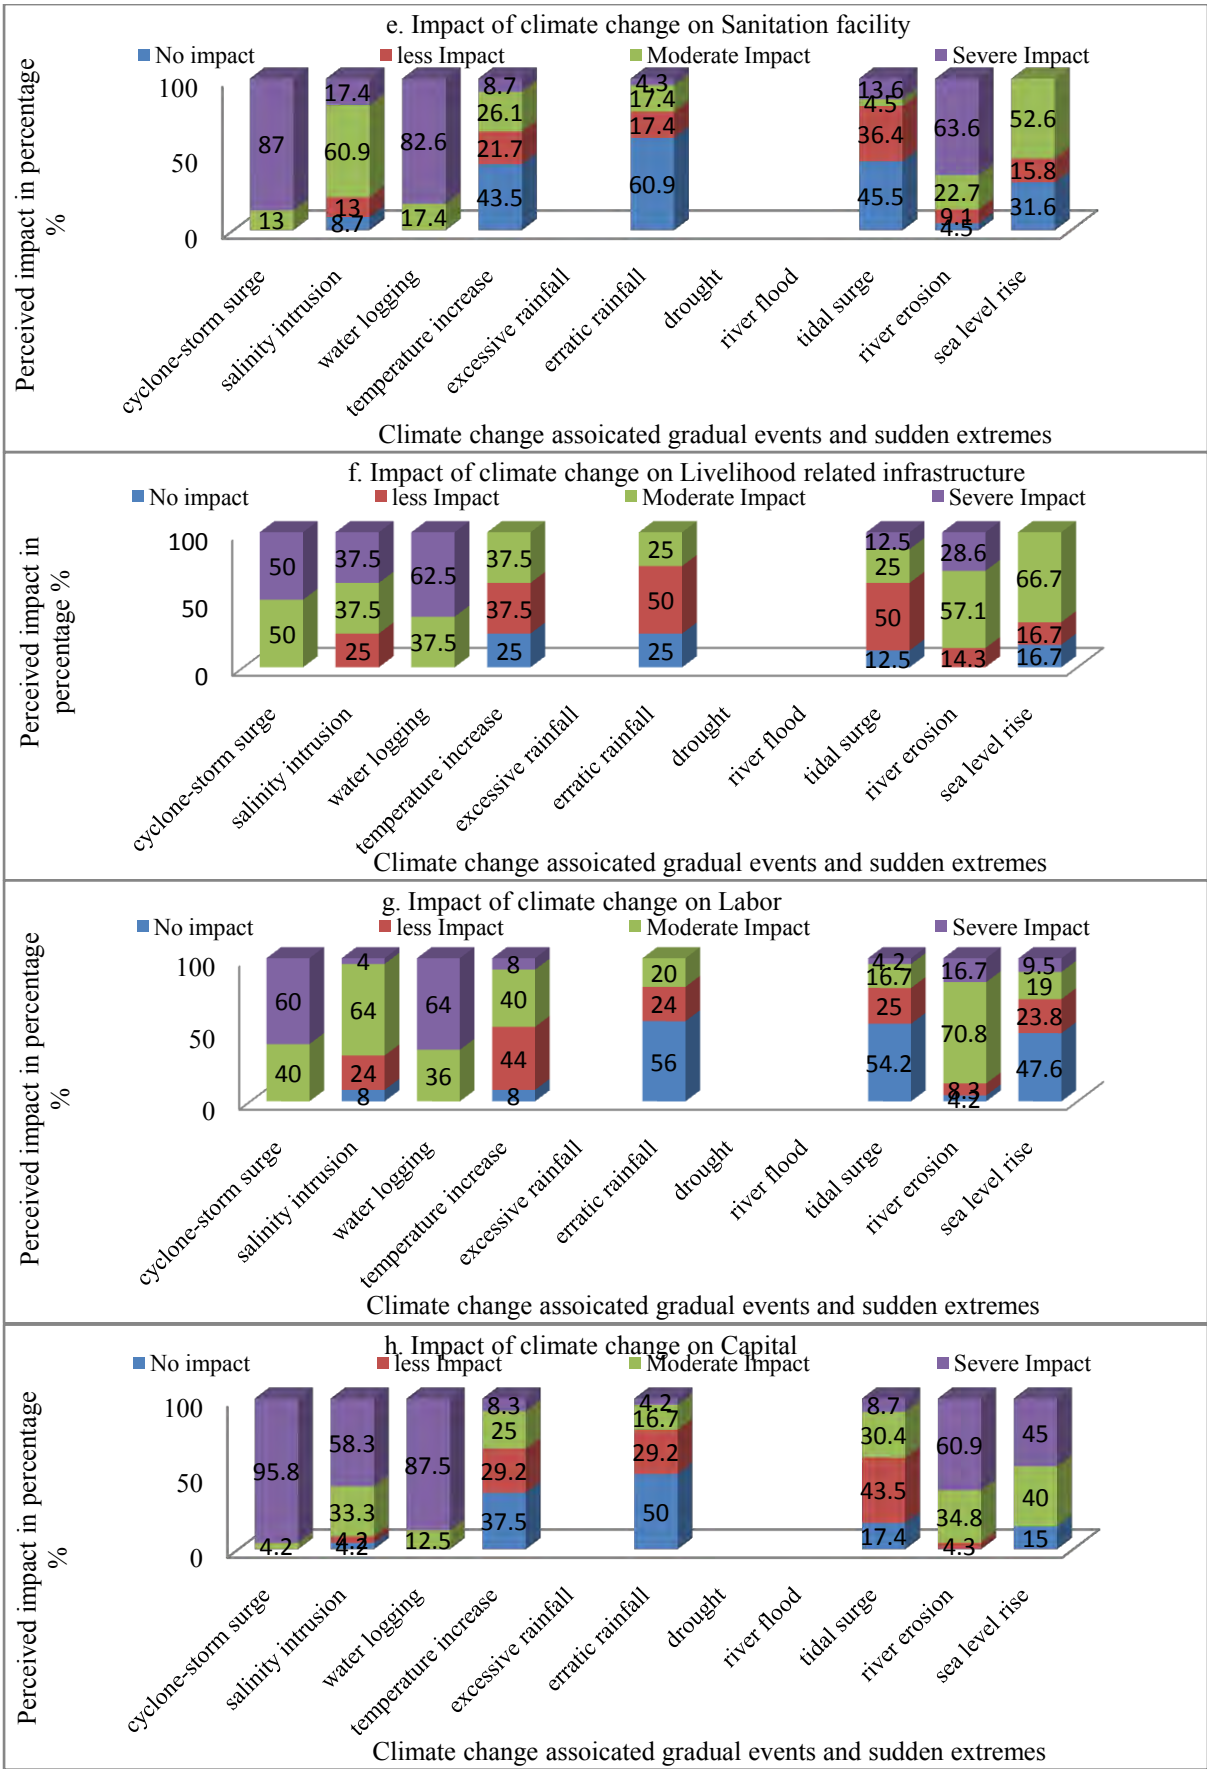 e. Impact of climate change on Sanitation facility
No impact less Impact Moderate Impact Severe Impact
Perceived impact in percentage
%
100
50
0
87
13
17.4
60.9
13
8.7
82.6
17.4
8.7
26.1
21.7
43.5
4.3
17.4
17.4
60.9
13.6
4.5
36.4
45.5
63.6
22.7
9.1
4.5
52.6
15.8
31.6
cyclone-storm surge
salinity intrusion
water logging
temperature increase
excessive rainfall
erratic rainfall
drought
river flood
tidal surge
river erosion
sea level rise
Climate change assoicated gradual events and sudden extremes
f. Impact of climate change on Livelihood related infrastructure
No impact less Impact Moderate Impact Severe Impact
Perceived impact in
percentage %
100
50
0
50
50
37.5
37.5
25
62.5
37.5
37.5
37.5
25
25
50
25
12.5
25
50
12.5
28.6
57.1
14.3
66.7
16.7
16.7
cyclone-storm surge
salinity intrusion
water logging
temperature increase
excessive rainfall
erratic rainfall
drought
river flood
tidal surge
river erosion
sea level rise
Climate change assoicated gradual events and sudden extremes
g. Impact of climate change on Labor
No impact less Impact Moderate Impact Severe Impact
Perceived impact in percentage
%
100
50
0
60
40
4
64
24
8
64
36
8
40
44
8
20
24
56
4.2
16.7
25
54.2
16.7
70.8
8.3
4.2
9.5
19
23.8
47.6
cyclone-storm surge
salinity intrusion
water logging
temperature increase
excessive rainfall
erratic rainfall
drought
river flood
tidal surge
river erosion
sea level rise
Climate change assoicated gradual events and sudden extremes
h. Impact of climate change on Capital
No impact less Impact Moderate Impact Severe Impact
Perceived impact in percentage
%
100
50
0
95.8
4.2
58.3
33.3
4.2
4.2
87.5
12.5
8.3
25
29.2
37.5
4.2
16.7
29.2
50
8.7
30.4
43.5
17.4
60.9
34.8
4.3
45
40
15
cyclone-storm surge
salinity intrusion
water logging
temperature increase
excessive rainfall
erratic rainfall
drought
river flood
tidal surge
river erosion
sea level rise
Climate change assoicated gradual events and sudden extremes